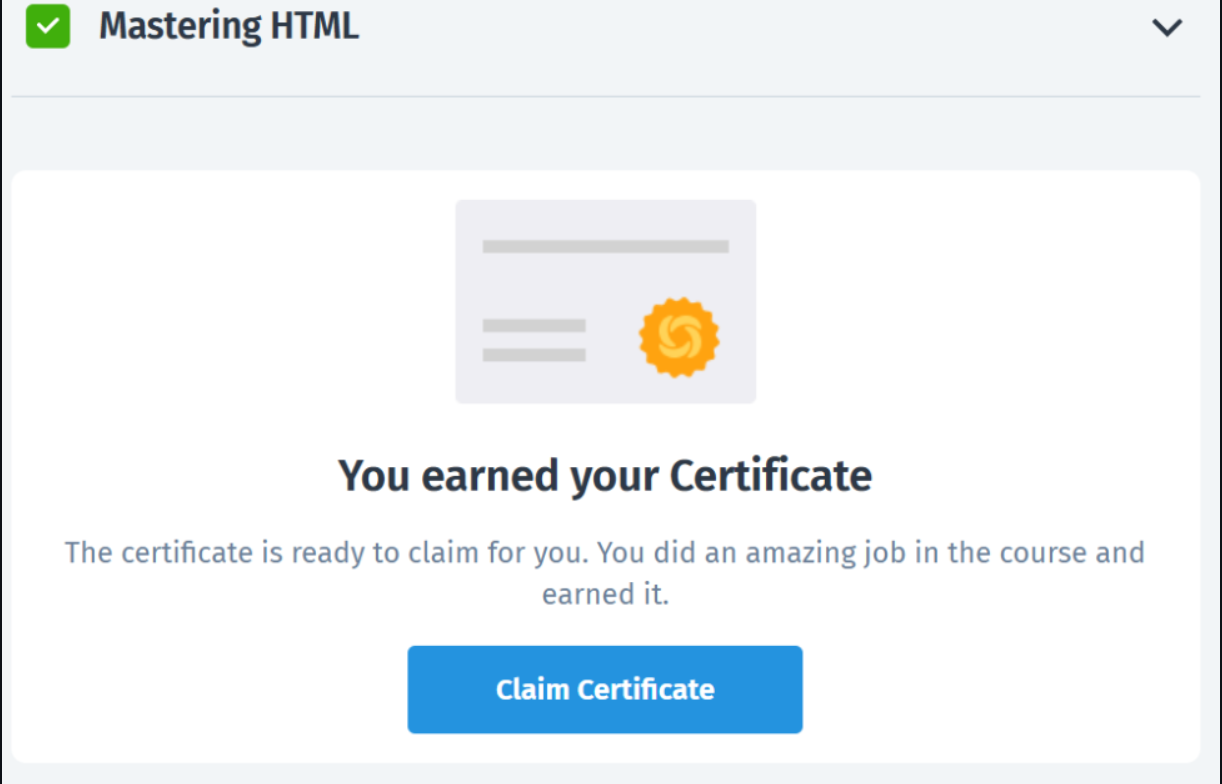 Mastering HTML
You earned your Certificate
The certificate is ready to claim for you. You did an amazing job in the course and
earned it.
Claim Certificate